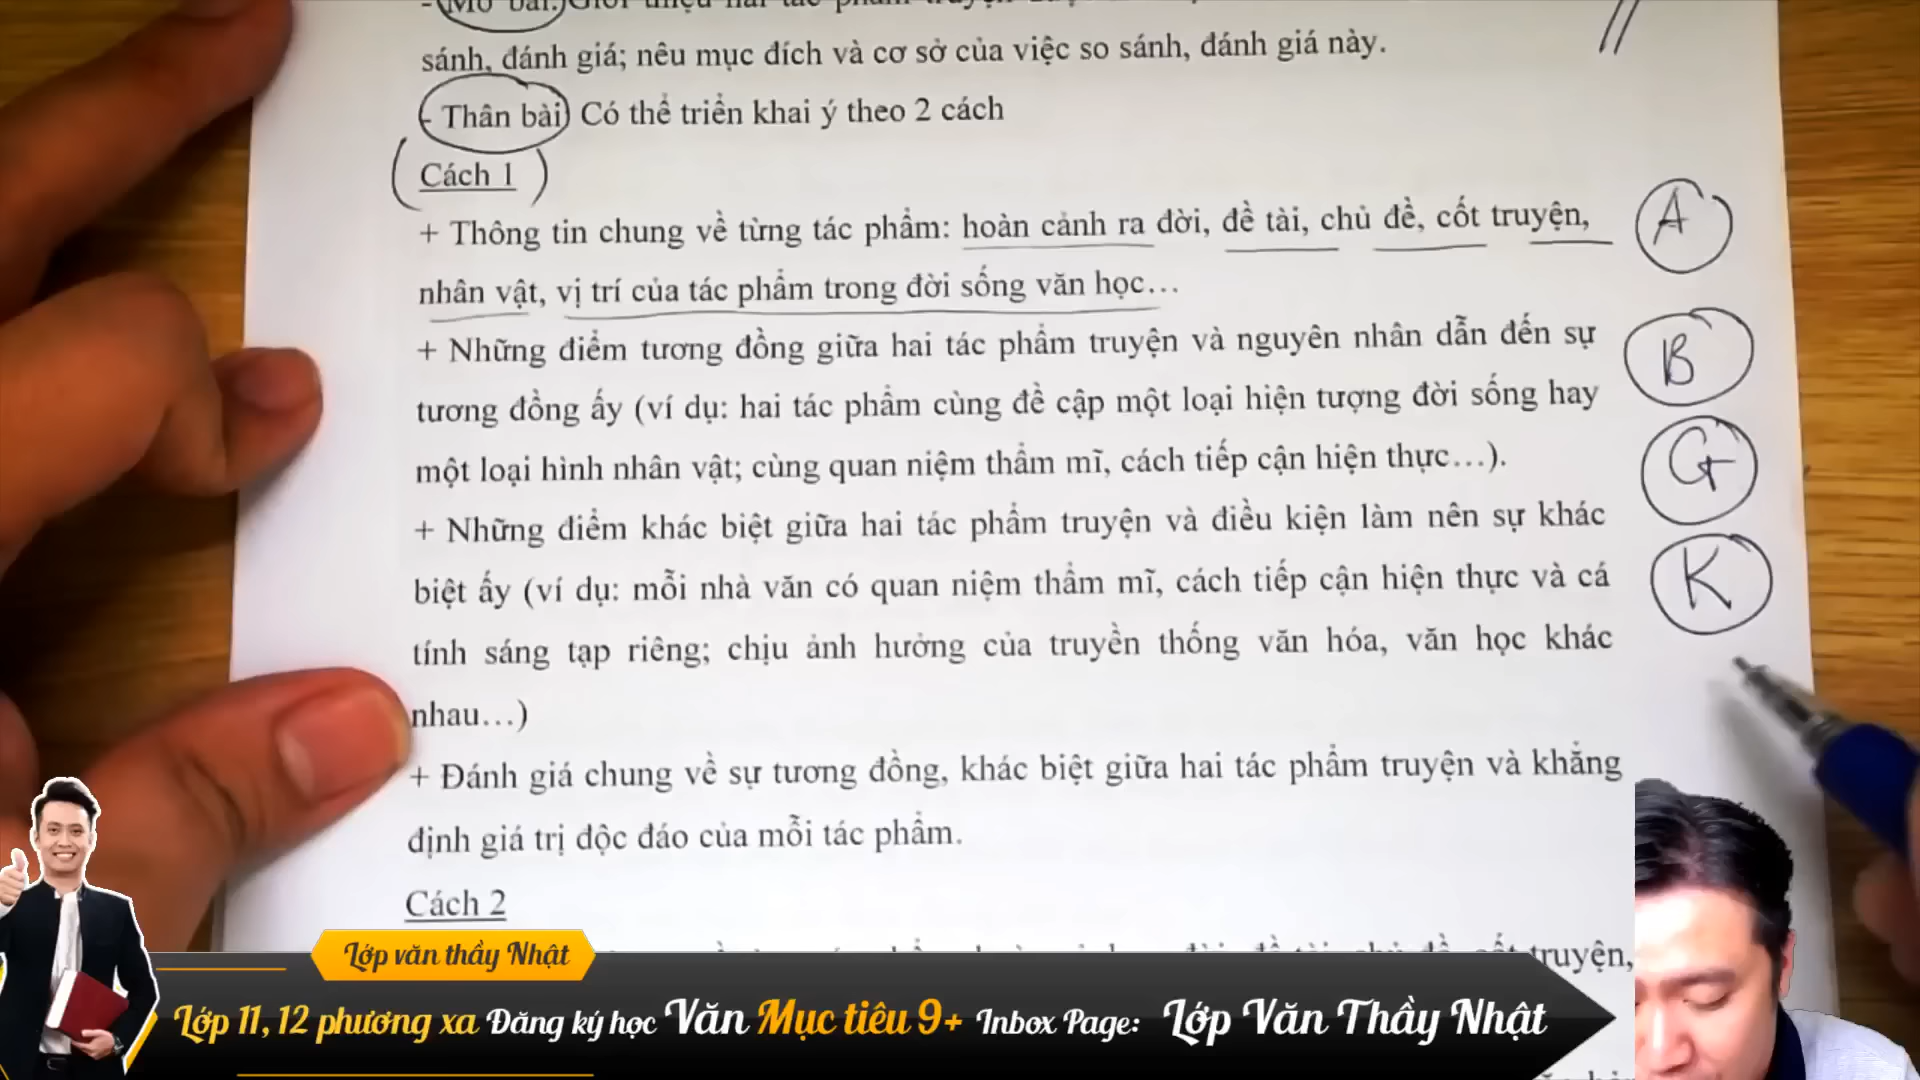 - Mở bài: Giới thiệu hai tác phẩm truyện
sánh, đánh giá; nêu mục đích và cơ sở của việc so sánh, đánh giá này.
- Thân bài: Có thể triển khai ý theo 2 cách
Cách 1
+ Thông tin chung về từng tác phẩm: hoàn cảnh ra đời, đề tài, chủ đề, cốt truyện,
nhân vật, vị trí của tác phẩm trong đời sống văn học…
A
+ Những điểm tương đồng giữa hai tác phẩm truyện và nguyên nhân dẫn đến sự
tương đồng ấy (ví dụ: hai tác phẩm cùng đề cập một loại hiện tượng đời sống hay
một loại hình nhân vật; cùng quan niệm thẩm mĩ, cách tiếp cận hiện thực…).
B
G
+ Những điểm khác biệt giữa hai tác phẩm truyện và điều kiện làm nên sự khác
biệt ấy (ví dụ: mỗi nhà văn có quan niệm thẩm mĩ, cách tiếp cận hiện thực và cá
tính sáng tạp riêng; chịu ảnh hưởng của truyền thống văn hóa, văn học khác
nhau…)
K
+ Đánh giá chung về sự tương đồng, khác biệt giữa hai tác phẩm truyện và khẳng
định giá trị độc đáo của mỗi tác phẩm.
Cách 2
truyện,
Lớp văn thầy Nhật
Lớp 11, 12 phương xa Đăng ký học Văn Mục tiêu 9+ Inbox Page: Lớp Văn Thầy Nhật